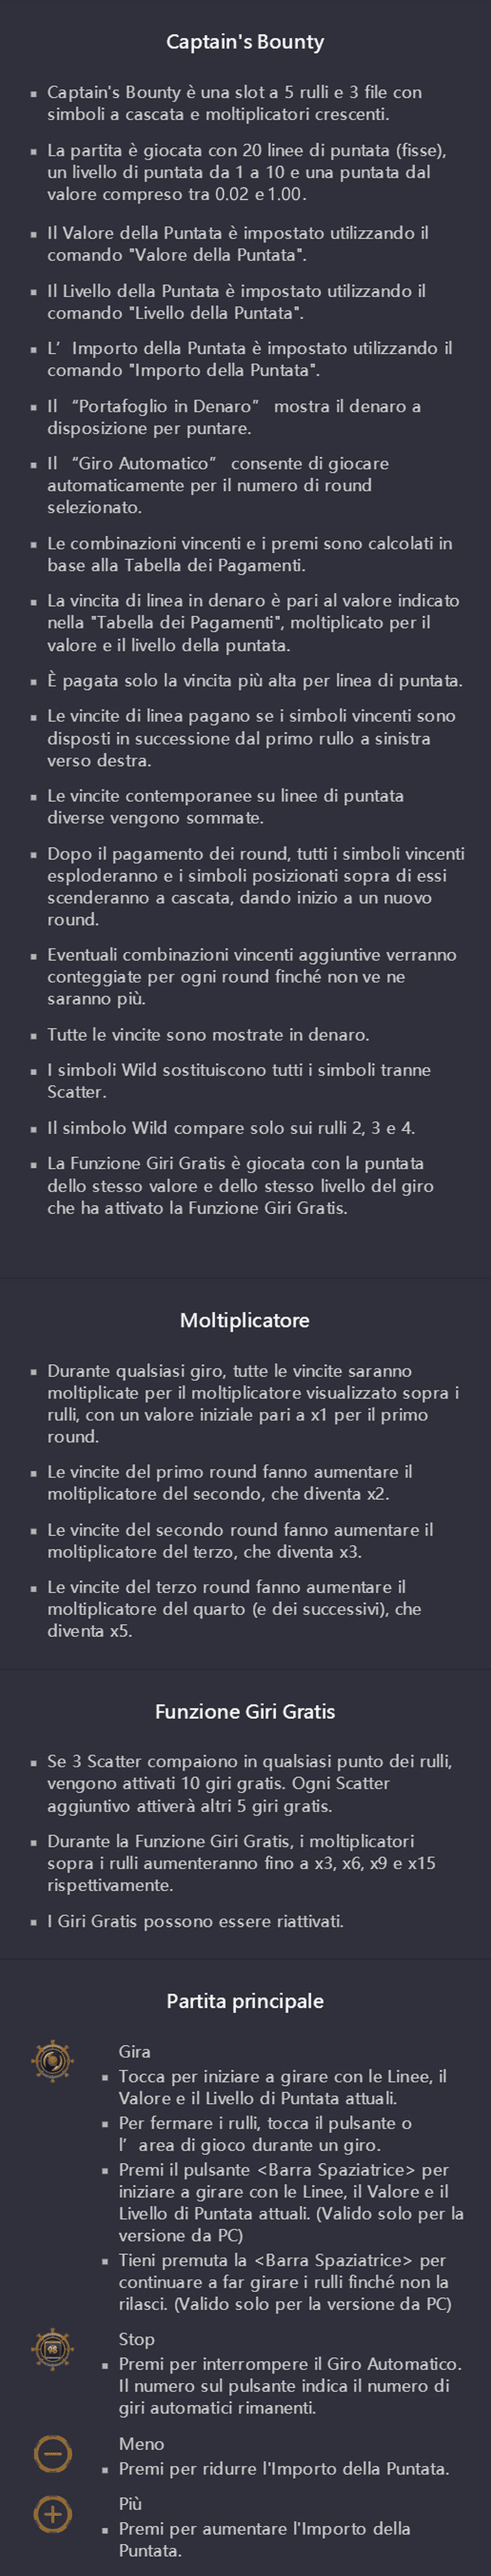 Captain's Bounty
▪ Captain's Bounty è una slot a 5 rulli e 3 file con
simboli a cascata e moltiplicatori crescenti.
▪ La partita è giocata con 20 linee di puntata (fisse),
un livello di puntata da 1 a 10 e una puntata dal
valore compreso tra 0.02 e 1.00.
▪ Il Valore della Puntata è impostato utilizzando il
comando "Valore della Puntata".
▪ Il Livello della Puntata è impostato utilizzando il
comando "Livello della Puntata".
▪ L’ Importo della Puntata è impostato utilizzando il
comando "Importo della Puntata".
▪ Il “Portafoglio in Denaro” mostra il denaro a
disposizione per puntare.
▪ Il “Giro Automatico” consente di giocare
automaticamente per il numero di round
selezionato.
▪ Le combinazioni vincenti e i premi sono calcolati in
base alla Tabella dei Pagamenti.
▪ La vincita di linea in denaro è pari al valore indicato
nella "Tabella dei Pagamenti", moltiplicato per il
valore e il livello della puntata.
▪ È pagata solo la vincita più alta per linea di puntata.
▪ Le vincite di linea pagano se i simboli vincenti sono
disposti in successione dal primo rullo a sinistra
verso destra.
▪ Le vincite contemporanee su linee di puntata
diverse vengono sommate.
▪ Dopo il pagamento dei round, tutti i simboli vincenti
esploderanno e i simboli posizionati sopra di essi
scenderanno a cascata, dando inizio a un nuovo
round.
▪ Eventuali combinazioni vincenti aggiuntive verranno
conteggiate per ogni round finché non ve ne
saranno più.
▪ Tutte le vincite sono mostrate in denaro.
▪ I simboli Wild sostituiscono tutti i simboli tranne
Scatter.
▪ Il simbolo Wild compare solo sui rulli 2, 3 e 4.
▪ La Funzione Giri Gratis è giocata con la puntata
dello stesso valore e dello stesso livello del giro
che ha attivato la Funzione Giri Gratis.
Moltiplicatore
▪ Durante qualsiasi giro, tutte le vincite saranno
moltiplicate per il moltiplicatore visualizzato sopra i
rulli, con un valore iniziale pari a x1 per il primo
round.
▪ Le vincite del primo round fanno aumentare il
moltiplicatore del secondo, che diventa x2.
▪ Le vincite del secondo round fanno aumentare il
moltiplicatore del terzo, che diventa x3.
▪ Le vincite del terzo round fanno aumentare il
moltiplicatore del quarto (e dei successivi), che
diventa x5.
Funzione Giri Gratis
▪ Se 3 Scatter compaiono in qualsiasi punto dei rulli,
vengono attivati 10 giri gratis. Ogni Scatter
aggiuntivo attiverà altri 5 giri gratis.
▪ Durante la Funzione Giri Gratis, i moltiplicatori
sopra i rulli aumenteranno fino a x3, x6, x9 e x15
rispettivamente.
▪ I Giri Gratis possono essere riattivati.
Partita principale
Gira
▪ Tocca per iniziare a girare con le Linee, il
Valore e il Livello di Puntata attuali.
▪ Per fermare i rulli, tocca il pulsante o
l’ area di gioco durante un giro.
▪ Premi il pulsante <Barra Spaziatrice> per
iniziare a girare con le Linee, il Valore e il
Livello di Puntata attuali. (Valido solo per la
versione da PC)
▪ Tieni premuta la <Barra Spaziatrice> per
continuare a far girare i rulli finché non la
rilasci. (Valido solo per la versione da PC)
Stop
▪ Premi per interrompere il Giro Automatico.
Il numero sul pulsante indica il numero di
giri automatici rimanenti.
Meno
▪ Premi per ridurre l'Importo della Puntata.
Più
▪ Premi per aumentare l'Importo della
Puntata.